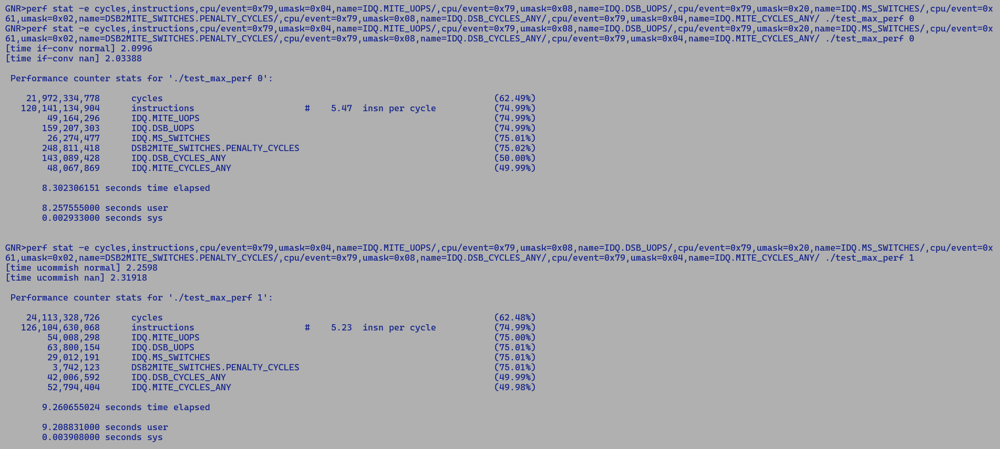 GNR>perf stat -e cycles,instructions,cpu/event=0x79,umask=0x04,name=IDQ.MITE_UOPS/,cpu/event=0x79,umask=0x08,name=IDQ.DSB_UOPS/,cpu/event=0x79,umask=0x20,name=IDQ.MS_SWITCHES/,cpu/event=0x
61,umask=0x02,name=DSB2MITE_SWITCHES.PENALTY_CYCLES/,cpu/event=0x79,umask=0x08,name=IDQ.DSB_CYCLES_ANY/,cpu/event=0x79,umask=0x04,name=IDQ.MITE_CYCLES_ANY/ ./test_max_perf 0
GNR>perf stat -e cycles,instructions,cpu/event=0x79,umask=0x04,name=IDQ.MITE_UOPS/,cpu/event=0x79,umask=0x08,name=IDQ.DSB_UOPS/,cpu/event=0x79,umask=0x20,name=IDQ.MS_SWITCHES/,cpu/event=0x
61,umask=0x02,name=DSB2MITE_SWITCHES.PENALTY_CYCLES/,cpu/event=0x79,umask=0x08,name=IDQ.DSB_CYCLES_ANY/,cpu/event=0x79,umask=0x04,name=IDQ.MITE_CYCLES_ANY/ ./test_max_perf 0
[time if-conv normal] 2.0996
[time if-conv nan] 2.03388
Performance counter stats for './test_max_perf 0':
21,972,334,778 cycles (62.49%)
120,141,134,904 instructions # 5.47 insn per cycle (74.99%)
49,164,296 IDQ.MITE_UOPS (74.99%)
159,207,303 IDQ.DSB_UOPS (74.99%)
26,274,477 IDQ.MS_SWITCHES (75.01%)
248,811,418 DSB2MITE_SWITCHES.PENALTY_CYCLES (75.02%)
143,089,428 IDQ.DSB_CYCLES_ANY (50.00%)
48,067,869 IDQ.MITE_CYCLES_ANY (49.99%)
8.302306151 seconds time elapsed
8.257555000 seconds user
0.002933000 seconds sys
GNR>perf stat -e cycles,instructions,cpu/event=0x79,umask=0x04,name=IDQ.MITE_UOPS/,cpu/event=0x79,umask=0x08,name=IDQ.DSB_UOPS/,cpu/event=0x79,umask=0x20,name=IDQ.MS_SWITCHES/,cpu/event=0x
61,umask=0x02,name=DSB2MITE_SWITCHES.PENALTY_CYCLES/,cpu/event=0x79,umask=0x08,name=IDQ.DSB_CYCLES_ANY/,cpu/event=0x79,umask=0x04,name=IDQ.MITE_CYCLES_ANY/ ./test_max_perf 1
[time ucommish normal] 2.2598
[time ucommish nan] 2.31918
Performance counter stats for './test_max_perf 1':
24,113,328,726 cycles (62.48%)
126,104,630,068 instructions # 5.23 insn per cycle (74.99%)
54,008,298 IDQ.MITE_UOPS (75.00%)
63,800,154 IDQ.DSB_UOPS (75.01%)
29,012,191 IDQ.MS_SWITCHES (75.01%)
3,742,123 DSB2MITE_SWITCHES.PENALTY_CYCLES (75.01%)
42,006,592 IDQ.DSB_CYCLES_ANY (49.99%)
52,794,404 IDQ.MITE_CYCLES_ANY (49.98%)
9.260655024 seconds time elapsed
9.208831000 seconds user
0.003908000 seconds sys